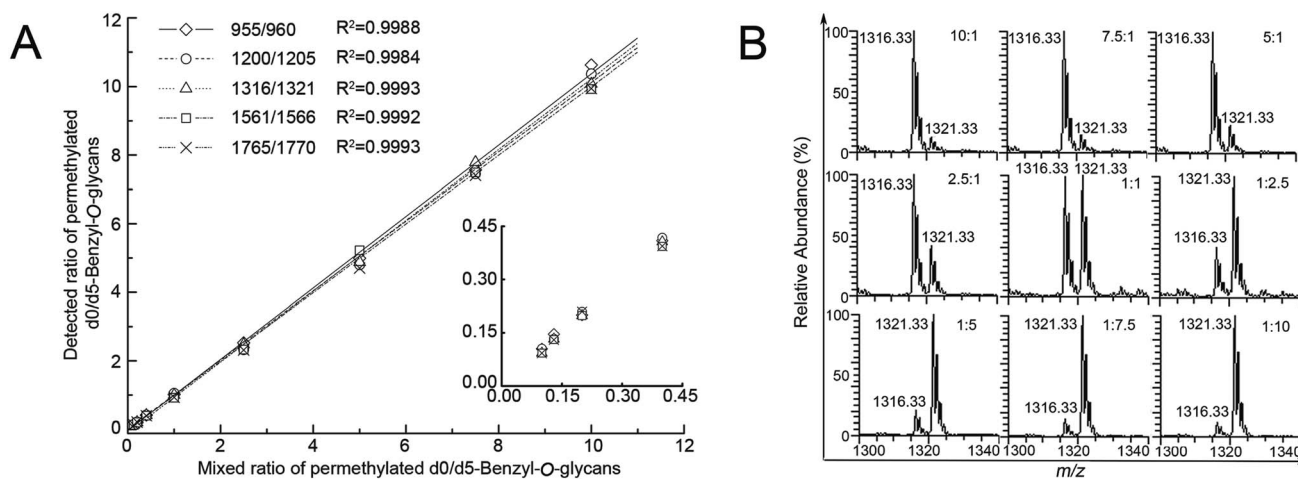 A
12
10
8
6
4
2
0
0
2
4
6
8
10
12
Detected ratio of permethylated
d0/d5-Benzyl-O-glycans
Mixed ratio of permethylated d0/d5-Benzyl-O-glycans
955/960 R²=0.9988
1200/1205 R²=0.9984
1316/1321 R²=0.9993
1561/1566 R²=0.9992
1765/1770 R²=0.9993
0.45
0.30
0.15
0.00
0.00 0.15 0.30 0.45
B
Relative Abundance (%)
100
50
0
1316.33 10:1
1321.33
1316.33 7.5:1
1321.33
1316.33 5:1
1321.33
100
50
0
1316.33 2.5:1
1321.33
1316.33 1321.33
1:1
1321.33 1:2.5
1316.33
100
50
0
1321.33 1:5
1316.33
1321.33 1:7.5
1316.33
1321.33 1:10
1316.33
1300 1320 1340
1300 1320 1340
1300 1320 1340
m/z